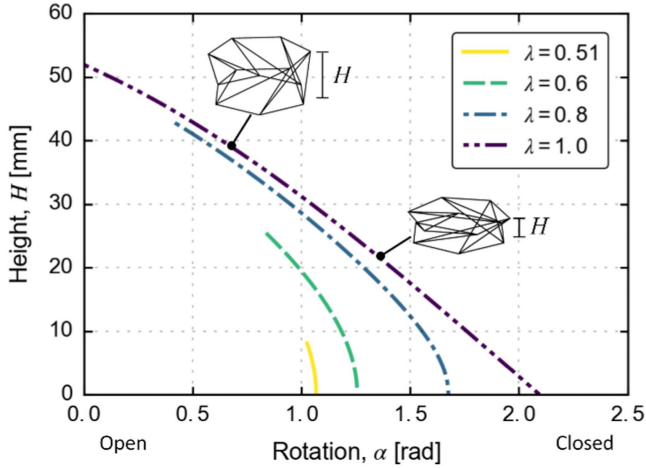 60
50
40
30
20
10
0
Height, H [mm]
H
H
λ=0.51
λ=0.6
λ=0.8
λ=1.0
0.0 0.5 1.0 1.5 2.0 2.5
Open Closed
Rotation, α [rad]